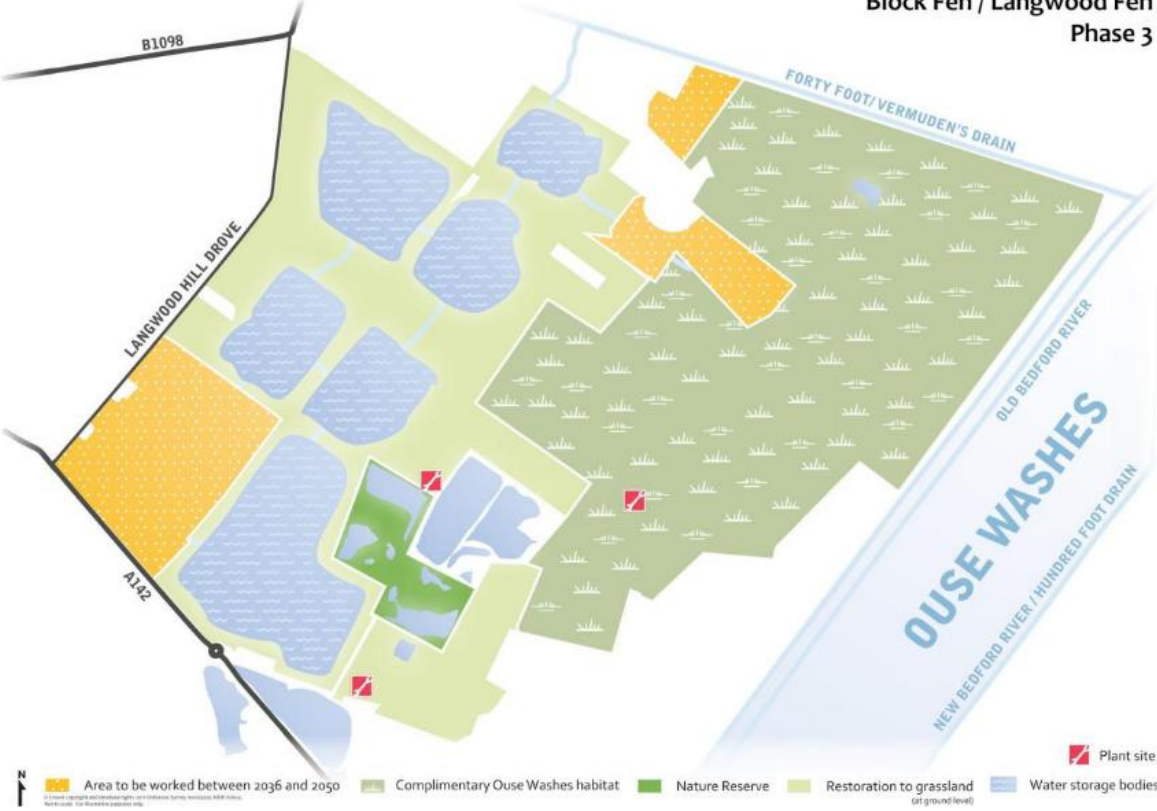 Block Fen / Langwood Fen
Phase 3
B1098
FORTY FOOT/VERMUDEN'S DRAIN
LANGWOOD HILL DROVE
OLD BEDFORD RIVER
OUSE WASHES
NEW BEDFORD RIVER / HUNDRED FOOT DRAIN
A142
Plant site
N
Area to be worked between 2036 and 2050
Complimentary Ouse Washes habitat
Nature Reserve
Restoration to grassland
(at ground level)
Water storage bodies